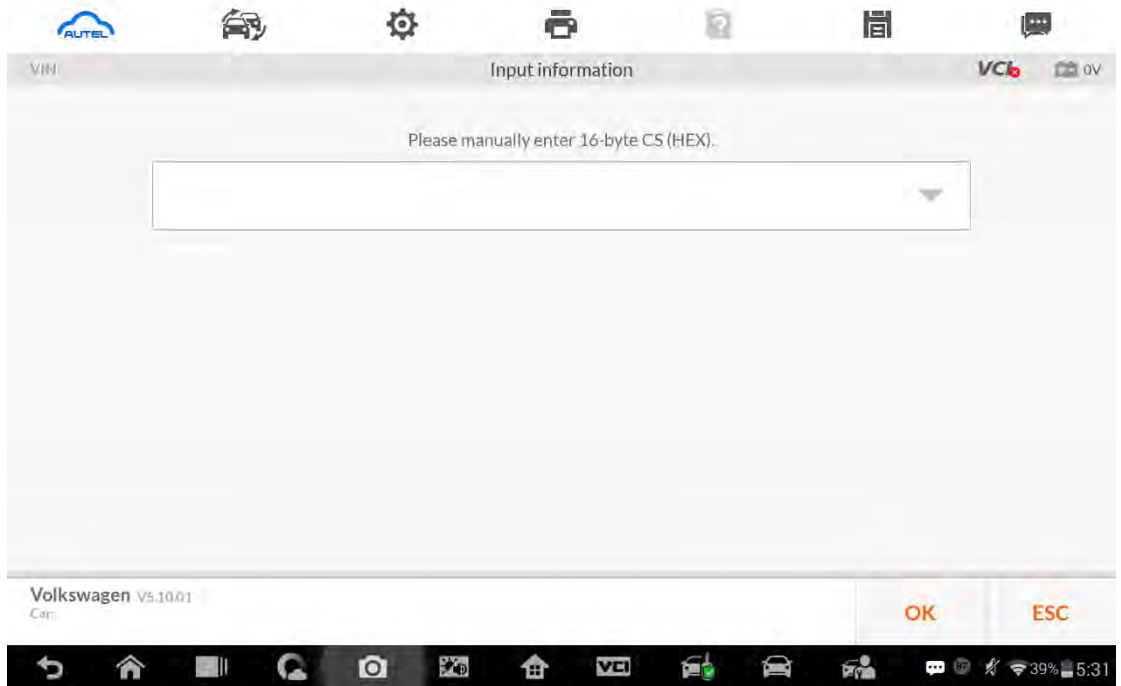 AUTEL
VIN
Input information
VCI
0V
Please manually enter 16-byte CS (HEX).
Volkswagen V5.10.01
Car:
OK
ESC
VCI
39%
5:31